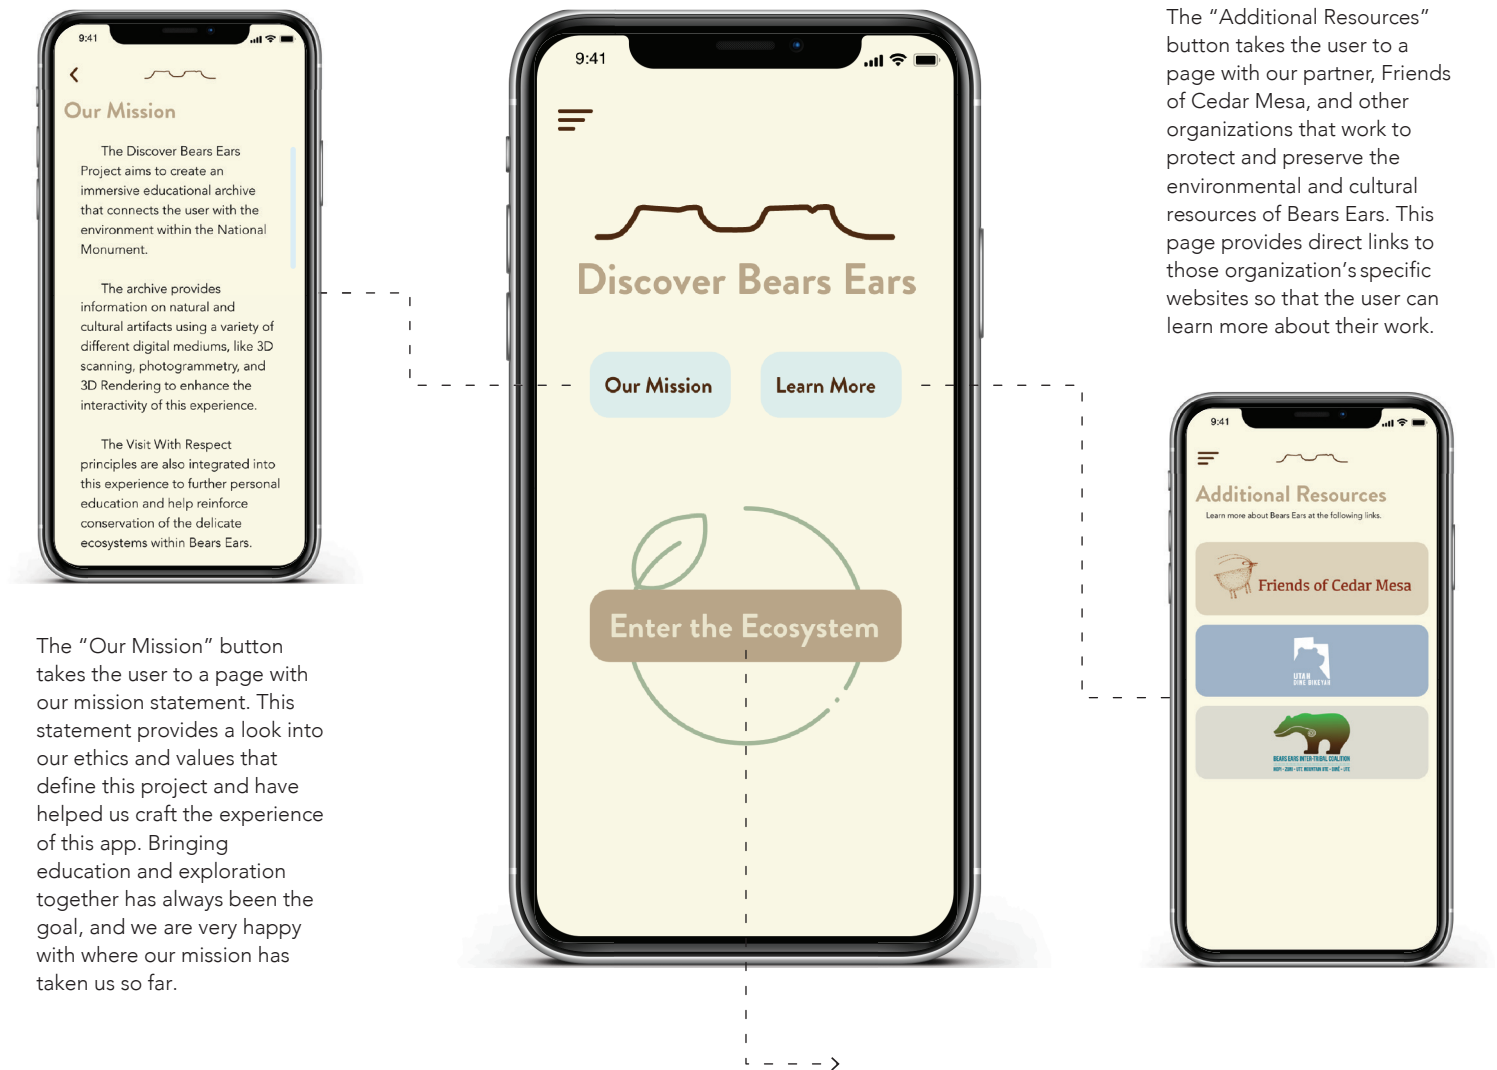 9:41
Our Mission
The Discover Bears Ears
Project aims to create an
immersive educational archive
that connects the user with the
environment within the National
Monument.
The archive provides
information on natural and
cultural artifacts using a variety of
different digital mediums, like 3D
scanning, photogrammetry, and
3D Rendering to enhance the
interactivity of this experience.
The Visit With Respect
principles are also integrated into
this experience to further personal
education and help reinforce
conservation of the delicate
ecosystems within Bears Ears.
The “Our Mission” button
takes the user to a page with
our mission statement. This
statement provides a look into
our ethics and values that
define this project and have
helped us craft the experience
of this app. Bringing
education and exploration
together has always been the
goal, and we are very happy
with where our mission has
taken us so far.
9:41
Discover Bears Ears
Our Mission
Learn More
Enter the Ecosystem
The “Additional Resources”
button takes the user to a
page with our partner, Friends
of Cedar Mesa, and other
organizations that work to
protect and preserve the
environmental and cultural
resources of Bears Ears. This
page provides direct links to
those organization’s specific
websites so that the user can
learn more about their work.
9:41
Additional Resources
Learn more about Bears Ears at the following links.
Friends of Cedar Mesa
UTAH
DINÉ BIKÉYAH
BEARS EARS INTER-TRIBAL COALITION
HOPI • ZUNI • UTE MOUNTAIN UTE • DINÉ • UTE